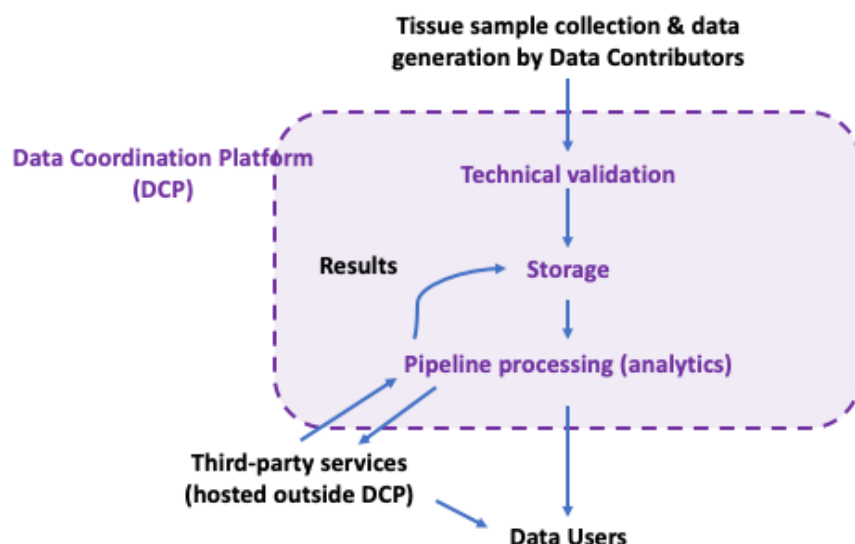 Tissue sample collection & data
generation by Data Contributors
Data Coordination Platform
(DCP)
Technical validation
Results
Storage
Pipeline processing (analytics)
Third-party services
(hosted outside DCP)
Data Users